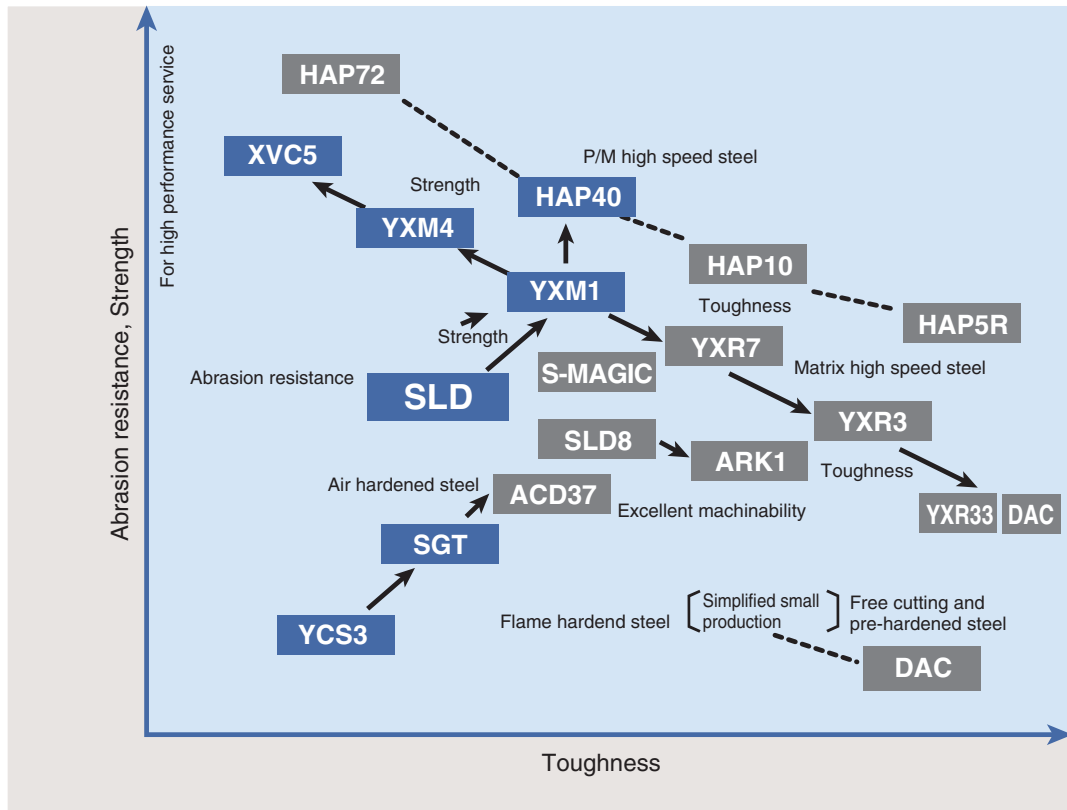 For high performance service
Abrasion resistance, Strength
HAP72
XVC5
P/M high speed steel
Strength
HAP40
YXM4
HAP10
YXM1
Toughness
HAP5R
Strength
YXR7
S-MAGIC
Matrix high speed steel
Abrasion resistance
SLD
YXR3
SLD8
ARK1
Toughness
Air hardened steel
ACD37
Excellent machinability
YXR33
DAC
SGT
Simplified small
production
Free cutting and
pre-hardened steel
Flame hardend steel
YCS3
DAC
Toughness